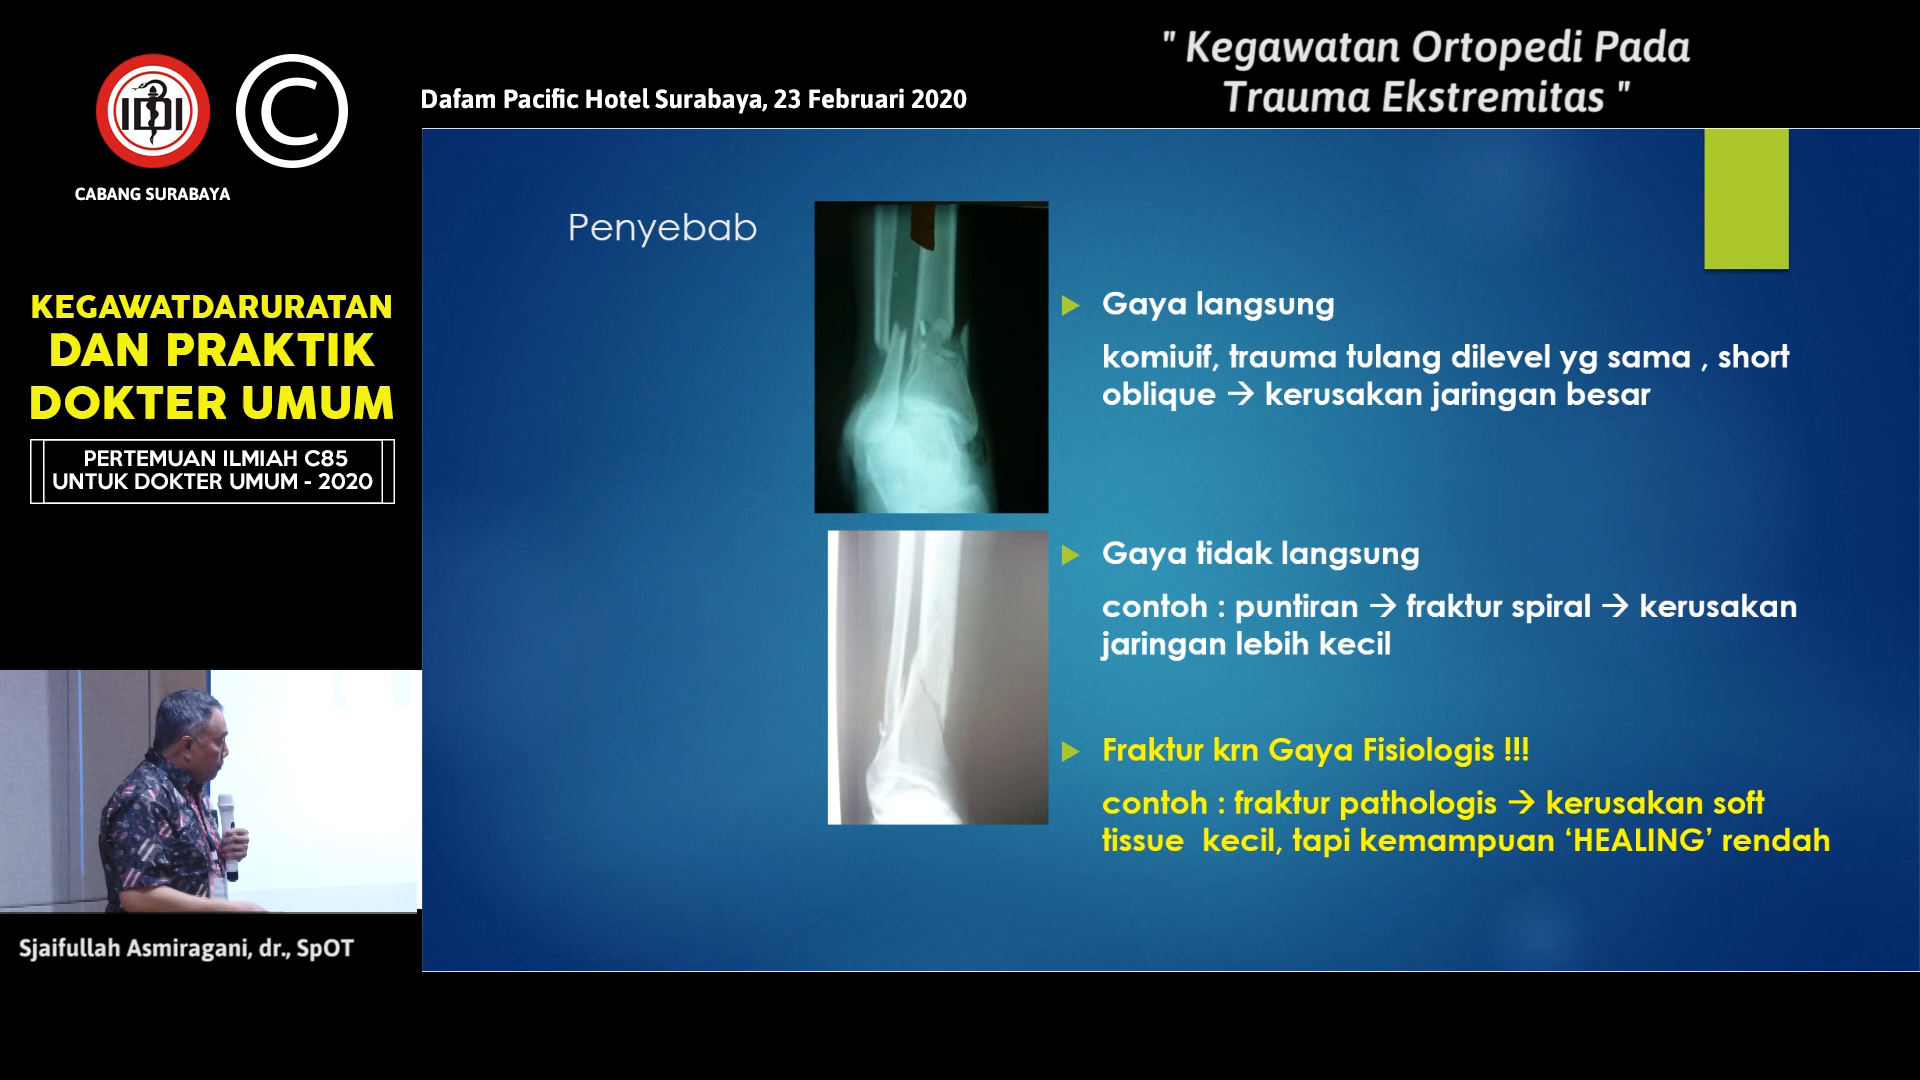 IDI
C
CABANG SURABAYA
KEGAWATDARURATAN
DAN PRAKTIK
DOKTER UMUM
PERTEMUAN ILMIAH C85
UNTUK DOKTER UMUM - 2020
Dafam Pacific Hotel Surabaya, 23 Februari 2020
" Kegawatan Ortopedi Pada
Trauma Ekstremitas "
Penyebab
Gaya langsung
komiuif, trauma tulang dilevel yg sama , short
oblique → kerusakan jaringan besar
Gaya tidak langsung
contoh : puntiran → fraktur spiral → kerusakan
jaringan lebih kecil
Fraktur krn Gaya Fisiologis !!!
contoh : fraktur pathologis → kerusakan soft
tissue kecil, tapi kemampuan ‘HEALING’ rendah
Sjaifullah Asmiragani, dr., SpOT